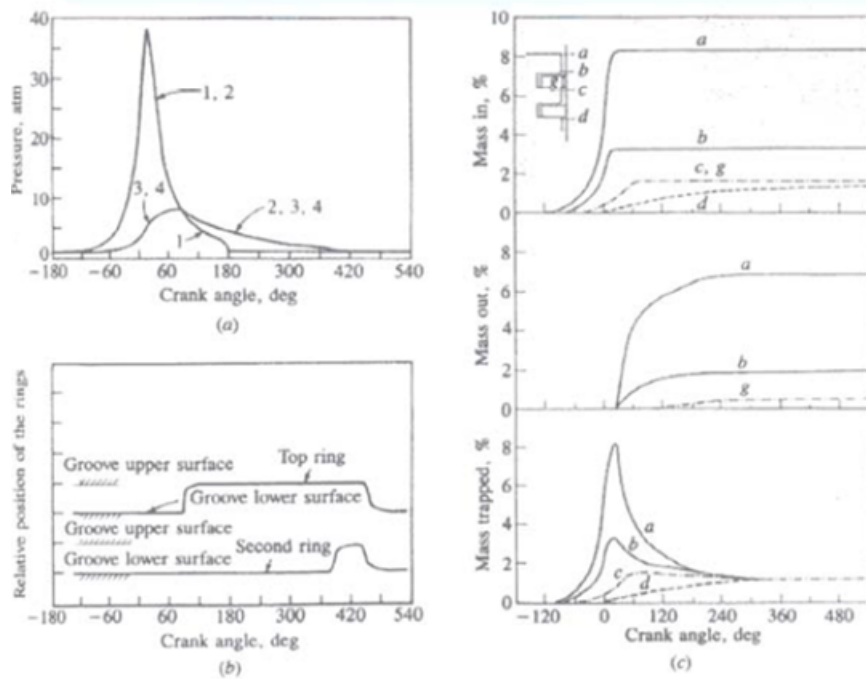 40
30
20
10
0
Pressure, atm
1, 2
3, 4
2, 3, 4
1
-180 -60 60 180 300 420 540
Crank angle, deg
(a)
Relative position of the rings
Groove upper surface
Top ring
Groove lower surface
Groove upper surface
Groove lower surface
Second ring
-180 -60 60 180 300 420 540
Crank angle, deg
(b)
10
8
6
4
2
0
Mass in, %
a
b
g
c
d
a
b
c, g
d
6
4
2
0
Mass out, %
a
b
g
8
6
4
2
0
Mass trapped, %
a
b
c
d
-120 0 120 240 360 480
Crank angle, deg
(c)